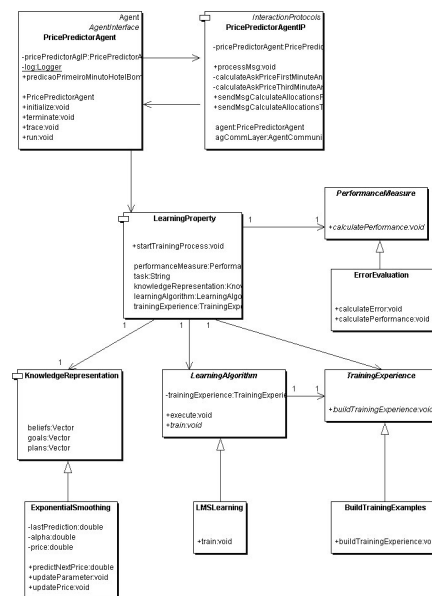 Agent
AgentInterface
PricePredictorAgent
-pricePredictorAgIP:PricePredictorA
-log:Logger
+predicaoPrimeiroMinutoHotelBom
+PricePredictorAgent
+initialize:void
+terminate:void
+trace:void
+run:void
InteractionProtocols
PricePredictorAgentIP
-pricePredictorAgent:PricePredic
+processMsg:void
-calculateAskPriceFirstMinuteAn
-calculateAskPriceThirdMinuteAn
+sendMsgCalculateAllocationsF
+sendMsgCalculateAllocationsT
agent:PricePredictorAgent
agCommLayer:AgentCommuni
LearningProperty
+startTrainingProcess:void
performanceMeasure:Performa
task:String
knowledgeRepresentation:Know
learningAlgorithm:LearningAlgo
trainingExperience:TrainingExpe
1
1
PerformanceMeasure
+calculatePerformance:void
ErrorEvaluation
+calculateError:void
+calculatePerformance:void
1
1
1
1
1
1
KnowledgeRepresentation
beliefs:Vector
goals:Vector
plans:Vector
LearningAlgorithm
-trainingExperience:TrainingExperie
+execute:void
+train:void
1
1
TrainingExperience
+buildTrainingExperience:void
ExponentialSmoothing
-lastPrediction:double
-alpha:double
-price:double
+predictNextPrice:double
+updateParameter:void
+updatePrice:void
LMSLearning
+train:void
BuildTrainingExamples
+buildTrainingExperience:vo